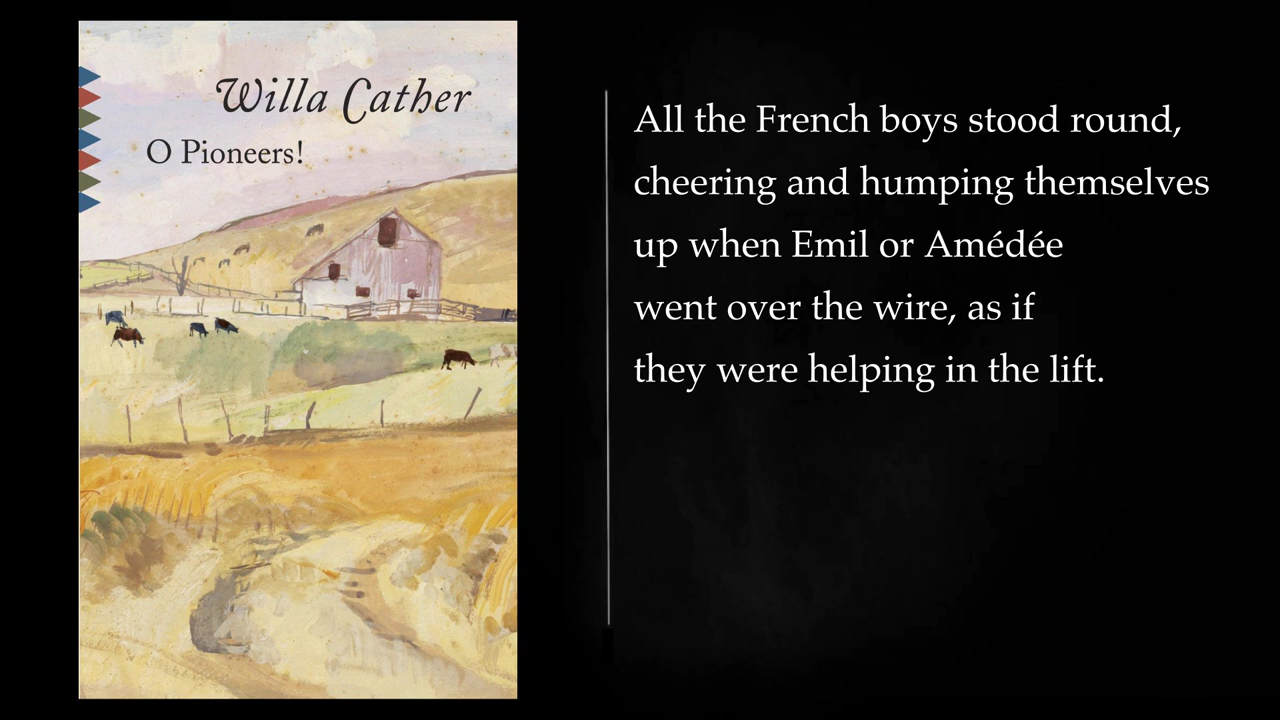 Willa Cather
O Pioneers!
All the French boys stood round,
cheering and humping themselves
up when Emil or Amédée
went over the wire, as if
they were helping in the lift.